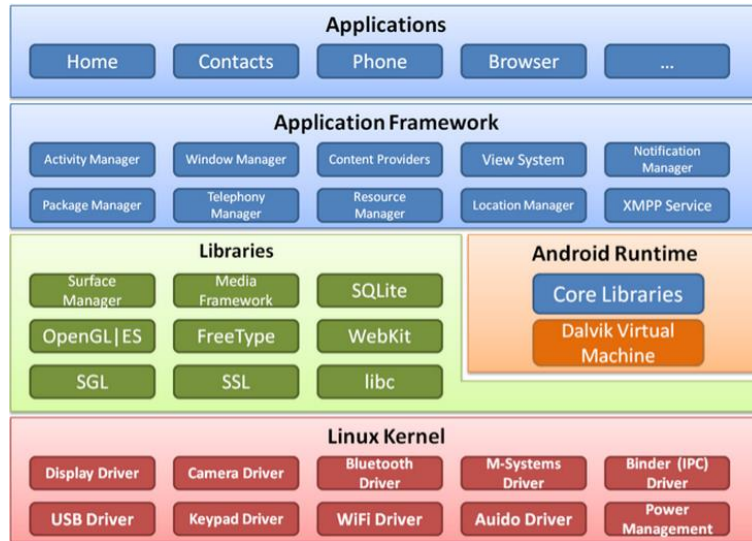 Applications
Home Contacts Phone Browser ...
Application Framework
Activity Manager Window Manager Content Providers View System Notification Manager
Package Manager Telephony Manager Resource Manager Location Manager XMPP Service
Libraries
Surface Manager Media Framework SQLite
OpenGL|ES FreeType WebKit
SGL SSL libc
Android Runtime
Core Libraries
Dalvik Virtual Machine
Linux Kernel
Display Driver Camera Driver Bluetooth Driver M-Systems Driver Binder (IPC) Driver
USB Driver Keypad Driver WiFi Driver Auido Driver Power Management